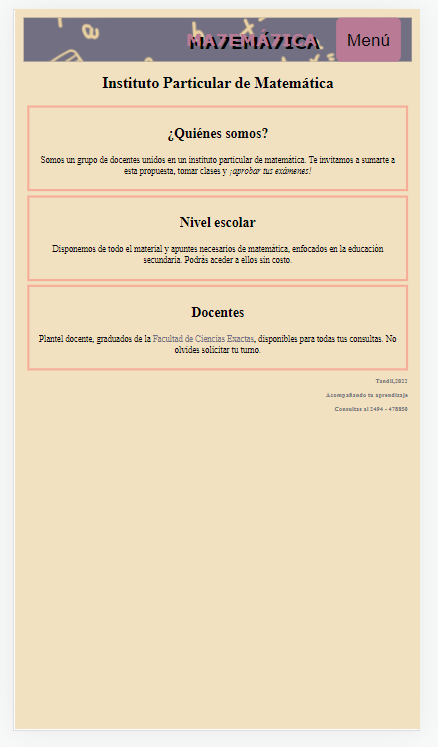 MA7EMÁ7ICA
Menú
Instituto Particular de Matemática
¿Quiénes somos?
Somos un grupo de docentes unidos en un instituto particular de matemática. Te invitamos a sumarte a
esta propuesta, tomar clases y ¡aprobar tus exámenes!
Nivel escolar
Disponemos de todo el material y apuntes necesarios de matemática, enfocados en la educación
secundaria. Podrás aceder a ellos sin costo.
Docentes
Plantel docente, graduados de la Facultad de Ciencias Exactas, disponibles para todas tus consultas. No
olvides solicitar tu turno.
Tandil,2022
Acompañando tu aprendizaje
Consultas al 2494 - 478850